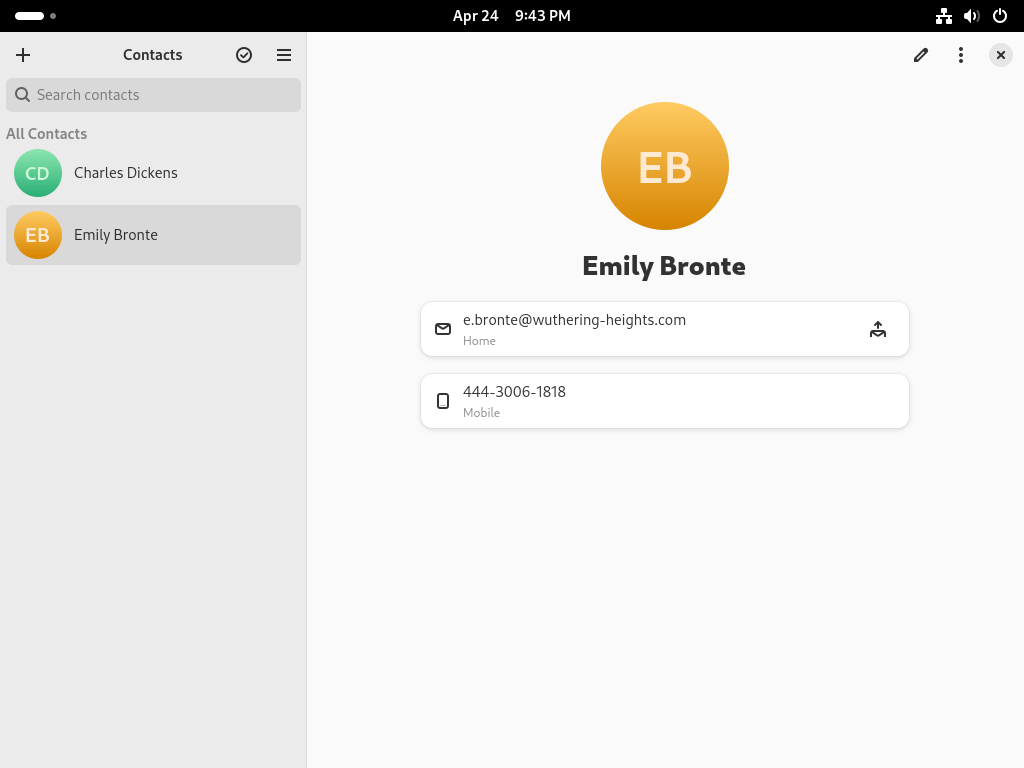 Apr 24 9:43 PM
Contacts
Search contacts
All Contacts
CD Charles Dickens
EB Emily Bronte
EB
Emily Bronte
e.bronte@wuthering-heights.com
Home
444-3006-1818
Mobile